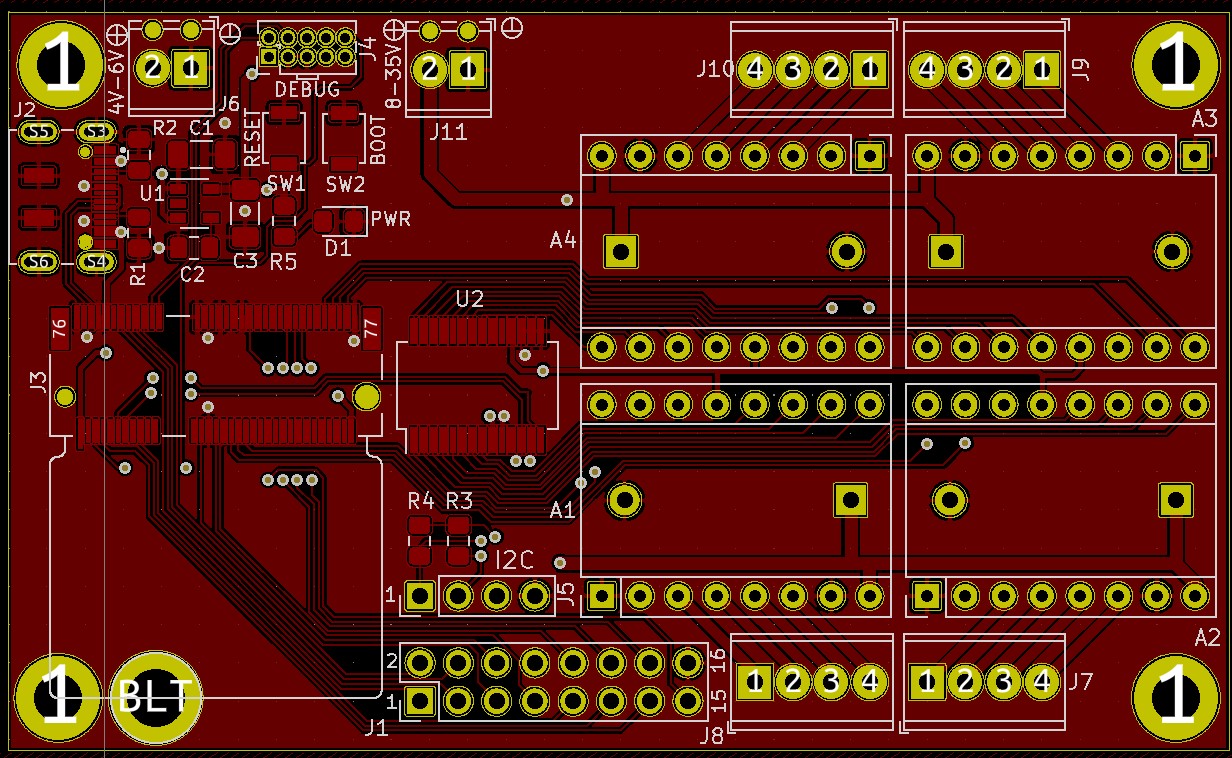 1
4V-6V
2 1
J4
DEBUG
8-35V
2 1
J11
J10
4 3 2 1
4 3 2 1
J9
1
J2
J6
A3
S5 S3
R2 C1
RESET
BOOT
U1
SW1 SW2
PWR
D1
A4
S6 S4
R1 C2 C3 R5
U2
76 77
J3
R4 R3
A1
I2C
1
J5
A2
2 16
1 15
J1
J8
1 2 3 4
1 2 3 4
J7
1
BLT
1